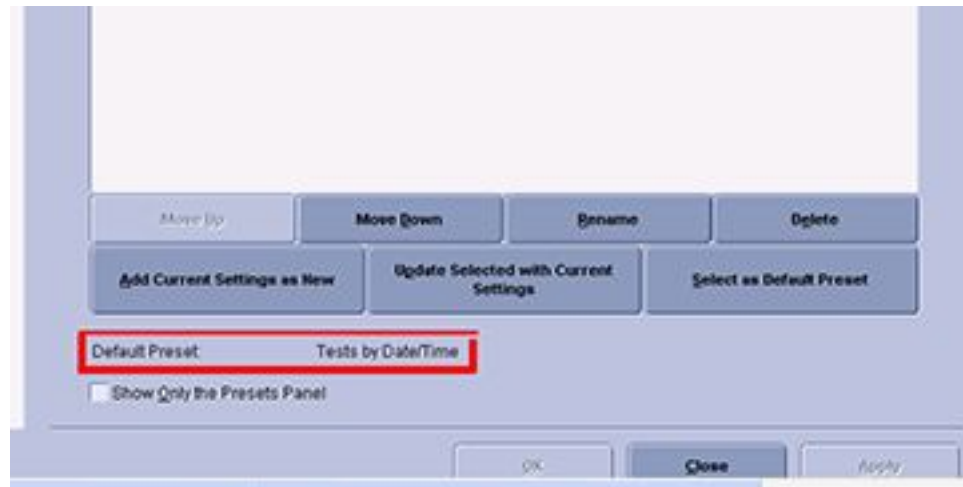 Move Up Move Down Rename Delete
Add Current Settings as New Update Selected with Current Settings Select as Default Preset
Default Preset: Tests by Date/Time
Show Only the Presets Panel
OK Close Apply